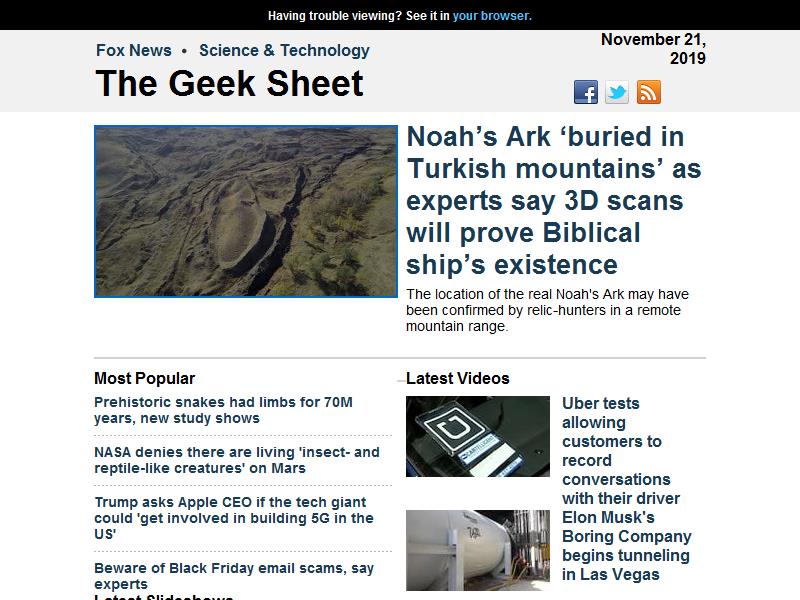 Having trouble viewing? See it in your browser.
Fox News • Science & Technology
The Geek Sheet
November 21,
2019
Noah's Ark ‘buried in
Turkish mountains’ as
experts say 3D scans
will prove Biblical
ship’s existence
The location of the real Noah's Ark may have
been confirmed by relic-hunters in a remote
mountain range.
Most Popular
Prehistoric snakes had limbs for 70M
years, new study shows
NASA denies there are living 'insect- and
reptile-like creatures' on Mars
Trump asks Apple CEO if the tech giant
could 'get involved in building 5G in the
US'
Beware of Black Friday email scams, say
experts
Latest Slideshows
Latest Videos
Uber tests
allowing
customers to
record
conversations
with their driver
Elon Musk's
Boring Company
begins tunneling
in Las Vegas